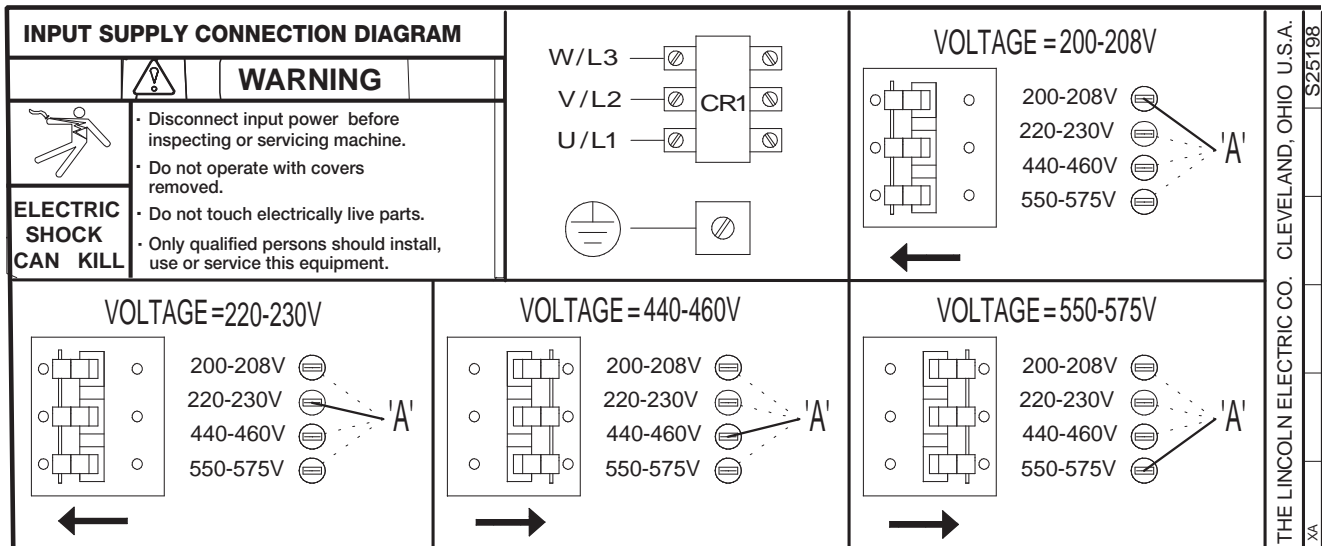 INPUT SUPPLY CONNECTION DIAGRAM
WARNING
ELECTRIC
SHOCK
CAN KILL
· Disconnect input power before
inspecting or servicing machine.
· Do not operate with covers
removed.
· Do not touch electrically live parts.
· Only qualified persons should install,
use or service this equipment.
W/L3
V/L2
U/L1
CR1
VOLTAGE = 200-208V
200-208V
220-230V
440-460V
550-575V
'A'
VOLTAGE = 220-230V
200-208V
220-230V
440-460V
550-575V
'A'
VOLTAGE = 440-460V
200-208V
220-230V
440-460V
550-575V
'A'
VOLTAGE = 550-575V
200-208V
220-230V
440-460V
550-575V
'A'
THE LINCOLN ELECTRIC CO. CLEVELAND, OHIO U.S.A.
S25198
XA